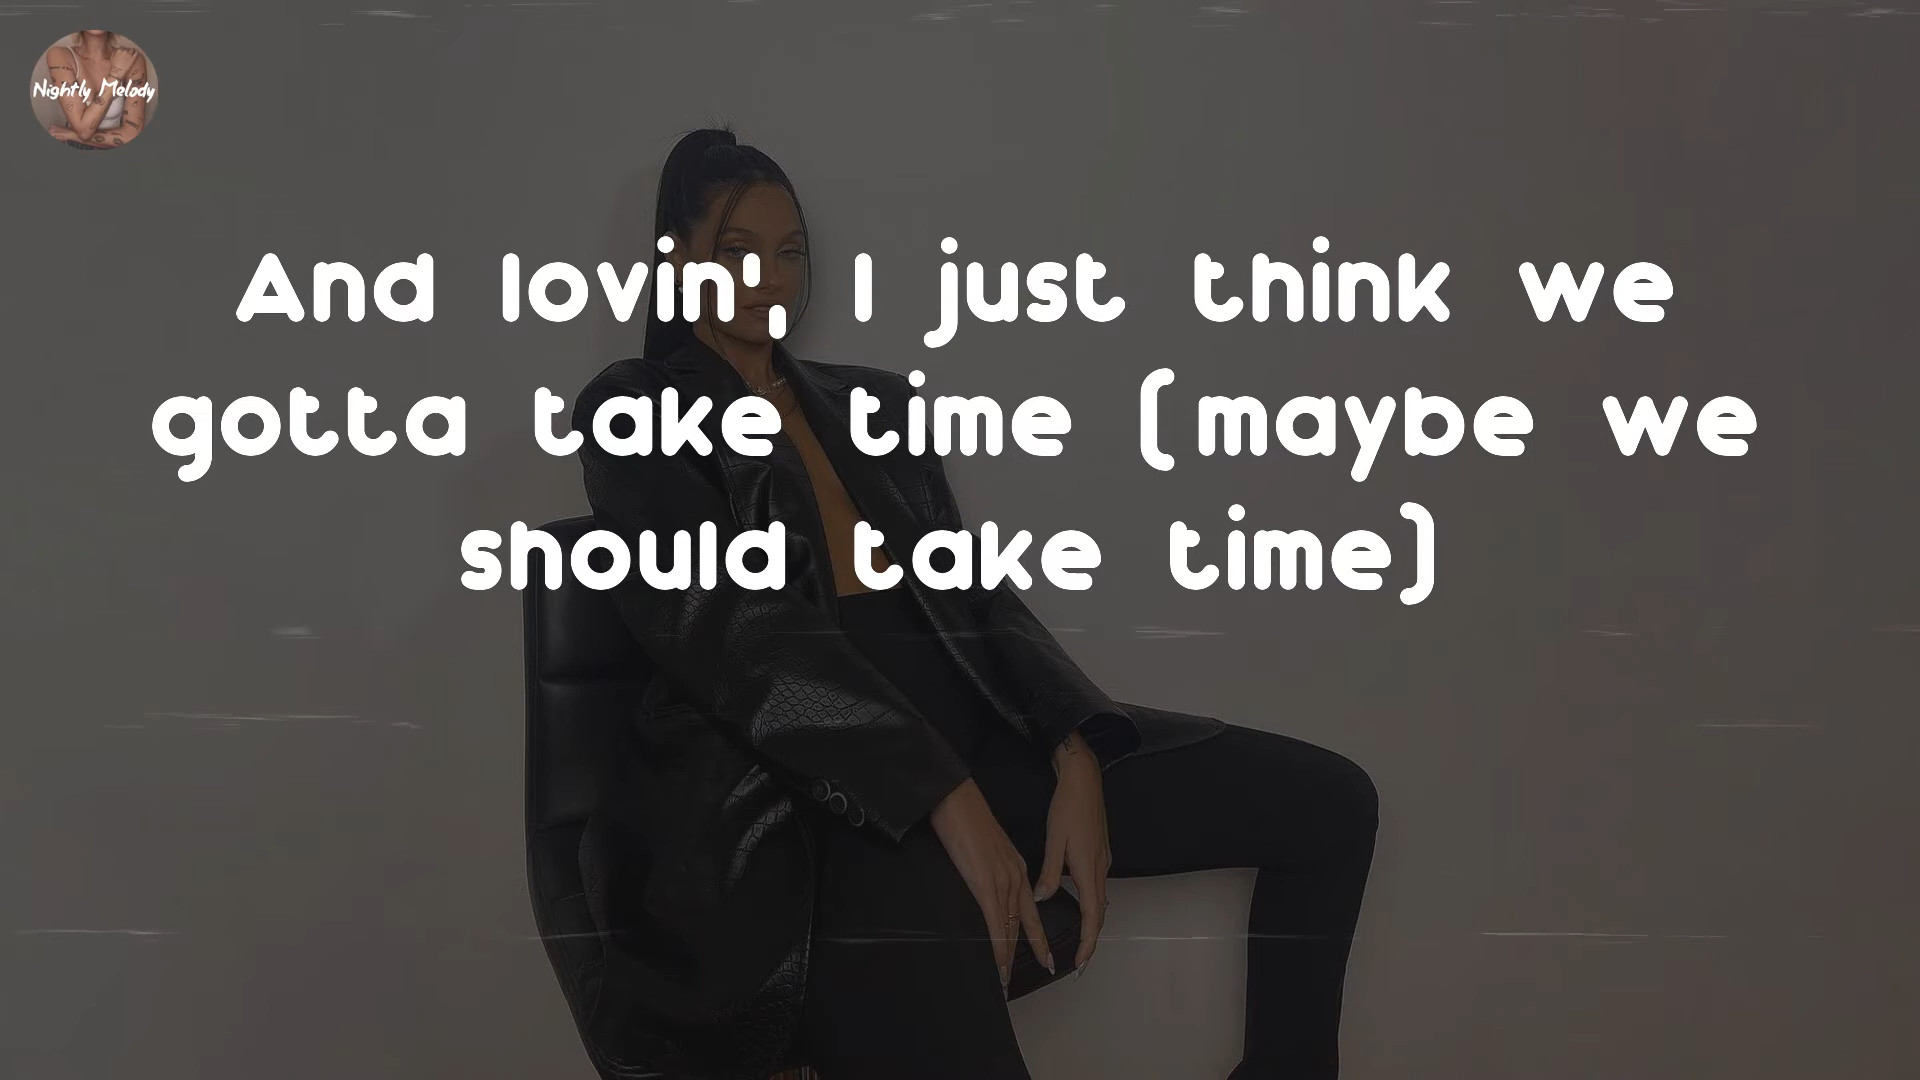 Nightly Melody
And lovin', I just think we
gotta take time (maybe we
should take time)